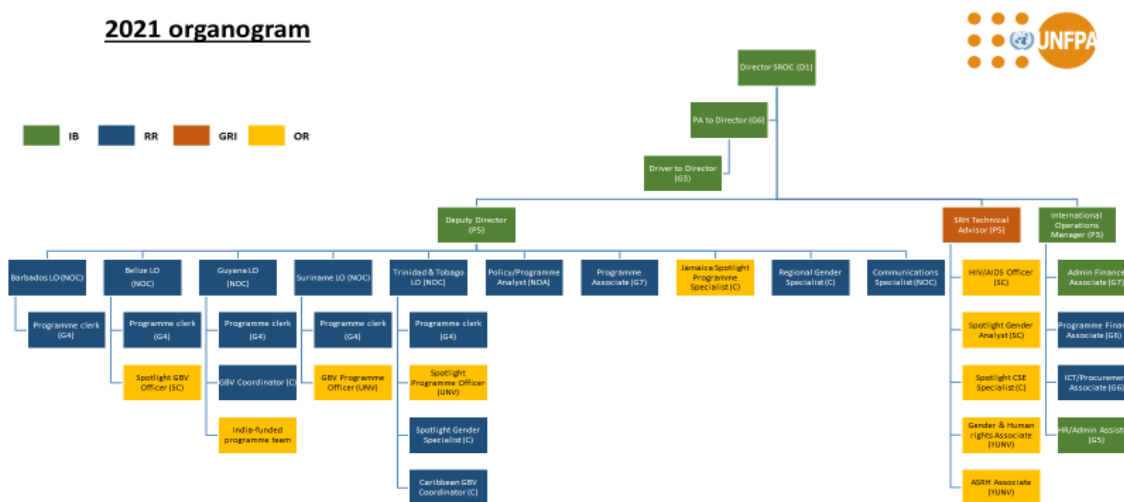 2021 organogram
UNFPA
Director SROC (D1)
IB
RR
GRI
OR
PA to Director (G6)
Driver to Director
(G3)
Deputy Director
(P5)
SRH Technical
Advisor (P5)
International
Operations
Manager (P3)
Barbados LO (NOC)
Belize LO
(NOC)
Guyana LO
(NOC)
Suriname LO (NOC)
Trinidad & Tobago
LO (NOC)
Policy/Programme
Analyst (NOA)
Programme
Associate (G7)
Jamaica Spotlight
Programme
Specialist (C)
Regional Gender
Specialist (C)
Communications
Specialist (NOC)
HIV/AIDS Officer
(SC)
Admin Finance
Associate (G7)
Programme clerk
(G4)
Programme clerk
(G4)
Programme clerk
(G4)
Programme clerk
(G4)
Programme clerk
(G4)
Spotlight Gender
Analyst (SC)
Programme Finan
Associate (G6)
Spotlight GBV
Officer (SC)
GBV Coordinator (C)
GBV Programme
Officer (UNV)
Spotlight
Programme Officer
(UNV)
Spotlight CSE
Specialist (C)
ICT/Procuremen
Associate (G6)
India-funded
programme team
Spotlight Gender
Specialist (C)
Gender & Human
rights Associate
(YUNV)
HR/Admin Assista
(G5)
Caribbean GBV
Coordinator (C)
ASRH Associate
(YUNV)